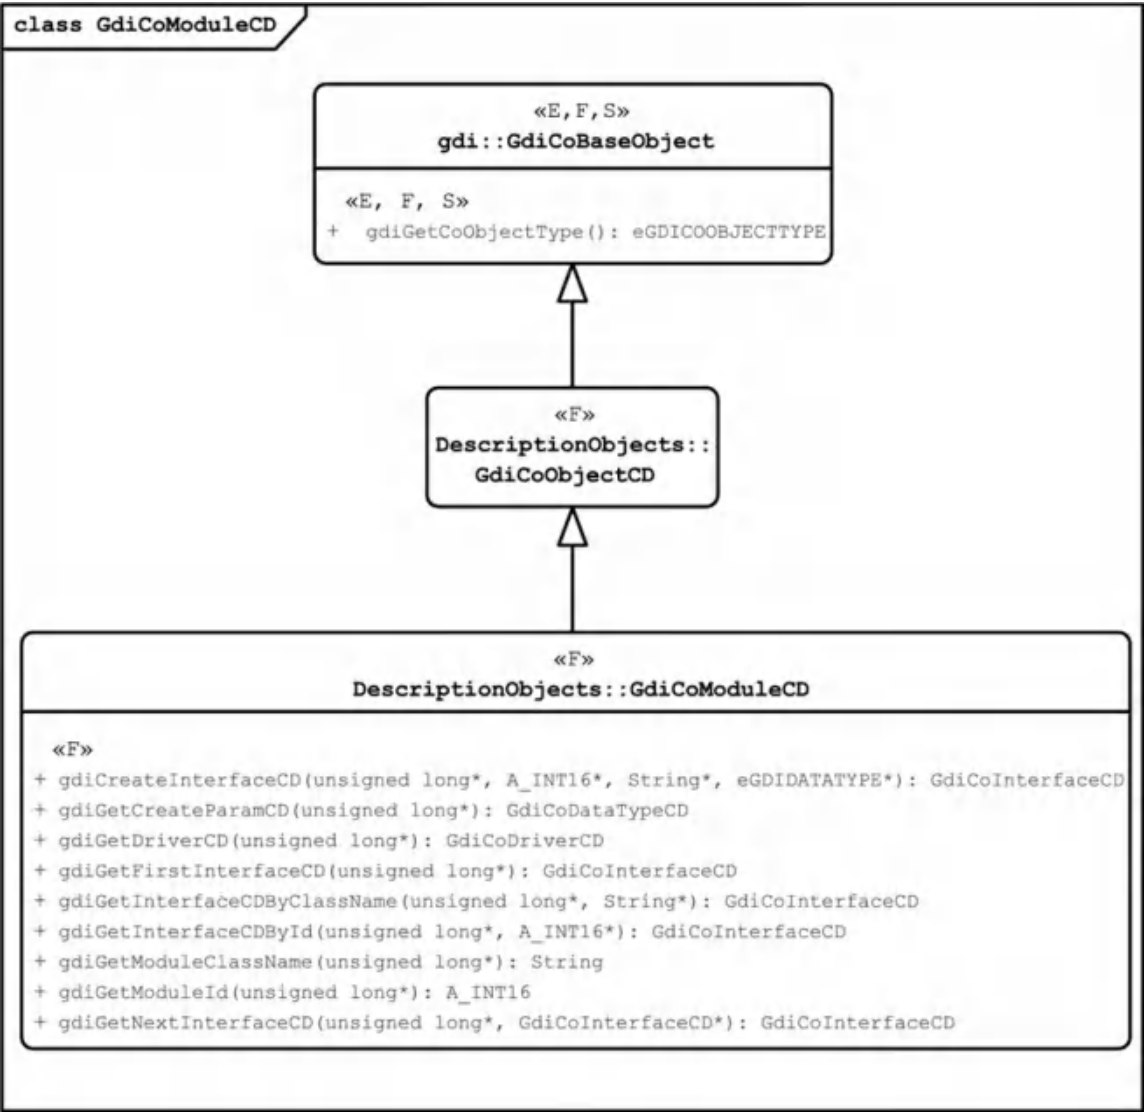 class GdiCoModuleCD
«E,F,S»
gdi::GdiCoBaseObject
«E, F, S»
+ gdiGetCoObjectType(): eGDICOOBJECTTYPE
«F»
DescriptionObjects::
GdiCoObjectCD
«F»
DescriptionObjects::GdiCoModuleCD
«F»
+ gdiCreateInterfaceCD(unsigned long*, A_INT16*, String*, eGDIDATATYPE*): GdiCoInterfaceCD
+ gdiGetCreateParamCD(unsigned long*): GdiCoDataTypeCD
+ gdiGetDriverCD(unsigned long*): GdiCoDriverCD
+ gdiGetFirstInterfaceCD(unsigned long*): GdiCoInterfaceCD
+ gdiGetInterfaceCDByClassName(unsigned long*, String*): GdiCoInterfaceCD
+ gdiGetInterfaceCDById(unsigned long*, A_INT16*): GdiCoInterfaceCD
+ gdiGetModuleClassName(unsigned long*): String
+ gdiGetModuleId(unsigned long*): A_INT16
+ gdiGetNextInterfaceCD(unsigned long*, GdiCoInterfaceCD*): GdiCoInterfaceCD